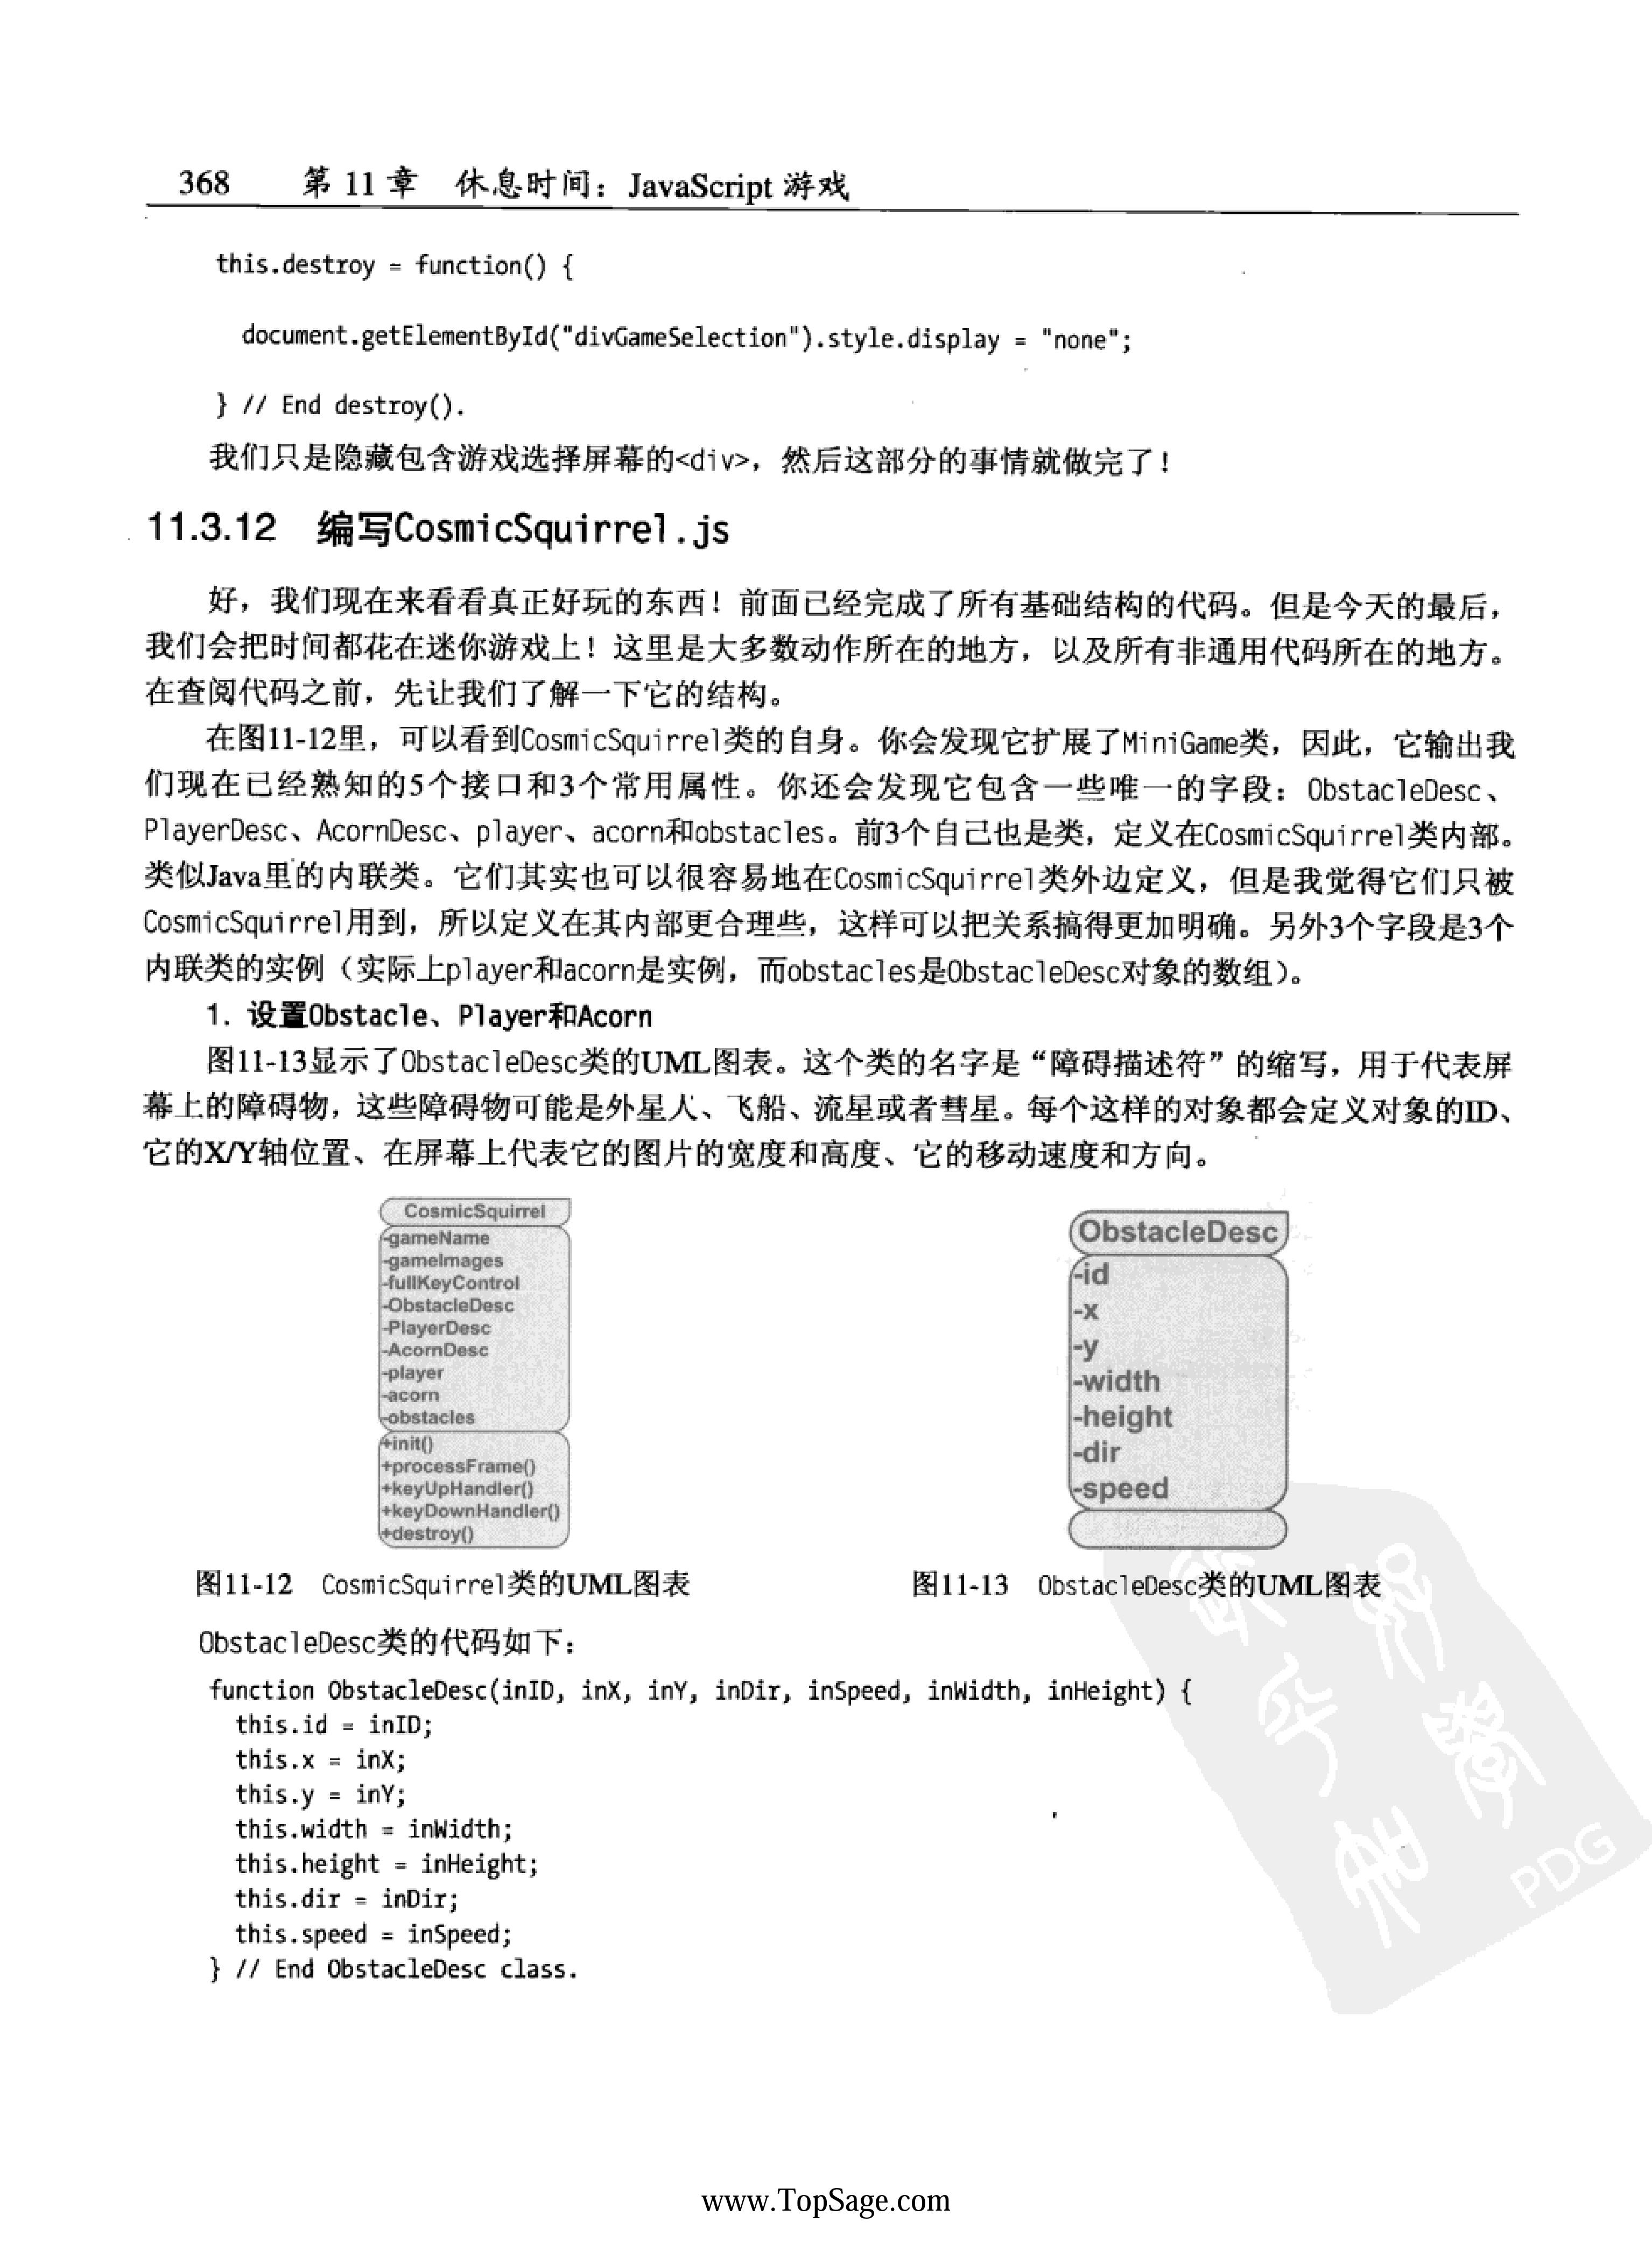 368 第 11 章 休息时间：JavaScript 游戏
this.destroy = function() {
document.getElementById("divGameSelection").style.display = "none";
} // End destroy().
我们只是隐藏包含游戏选择屏幕的<div>，然后这部分的事情就做完了！
11.3.12 编写CosmicSquirrel.js
好，我们现在来看看真正好玩的东西！前面已经完成了所有基础结构的代码。但是今天的最后，
我们会把时间都花在迷你游戏上！这里是大多数动作所在的地方，以及所有非通用代码所在的地方。
在查阅代码之前，先让我们了解一下它的结构。
在图11-12里，可以看到CosmicSquirrel类的自身。你会发现它扩展了MiniGame类，因此，它输出我
们现在已经熟知的5个接口和3个常用属性。你还会发现它包含一些唯一的字段：ObstacleDesc、
PlayerDesc、AcornDesc、player、acorn和obstacles。前3个自己也是类，定义在CosmicSquirrel类内部。
类似Java里的内联类。它们其实也可以很容易地在CosmicSquirrel类外边定义，但是我觉得它们只被
CosmicSquirrel用到，所以定义在其内部更合理些，这样可以把关系搞得更加明确。另外3个字段是3个
内联类的实例（实际上player和acorn是实例，而obstacles是ObstacleDesc对象的数组）。
1. 设置Obstacle、Player和Acorn
图11-13显示了ObstacleDesc类的UML图表。这个类的名字是“障碍描述符”的缩写，用于代表屏
幕上的障碍物，这些障碍物可能是外星人、飞船、流星或者彗星。每个这样的对象都会定义对象的ID、
它的X/Y轴位置、在屏幕上代表它的图片的宽度和高度、它的移动速度和方向。
CosmicSquirrel
-gameName
-gameImages
-fullKeyControl
-ObstacleDesc
-PlayerDesc
-AcornDesc
-player
-acorn
-obstacles
+init()
+processFrame()
+keyUpHandler()
+keyDownHandler()
+destroy()
图11-12 CosmicSquirrel类的UML图表
ObstacleDesc
-id
-x
-y
-width
-height
-dir
-speed
图11-13 ObstacleDesc类的UML图表
ObstacleDesc类的代码如下：
function ObstacleDesc(inID, inX, inY, inDir, inSpeed, inWidth, inHeight) {
this.id = inID;
this.x = inX;
this.y = inY;
this.width = inWidth;
this.height = inHeight;
this.dir = inDir;
this.speed = inSpeed;
} // End ObstacleDesc class.
PDG
www.TopSage.com